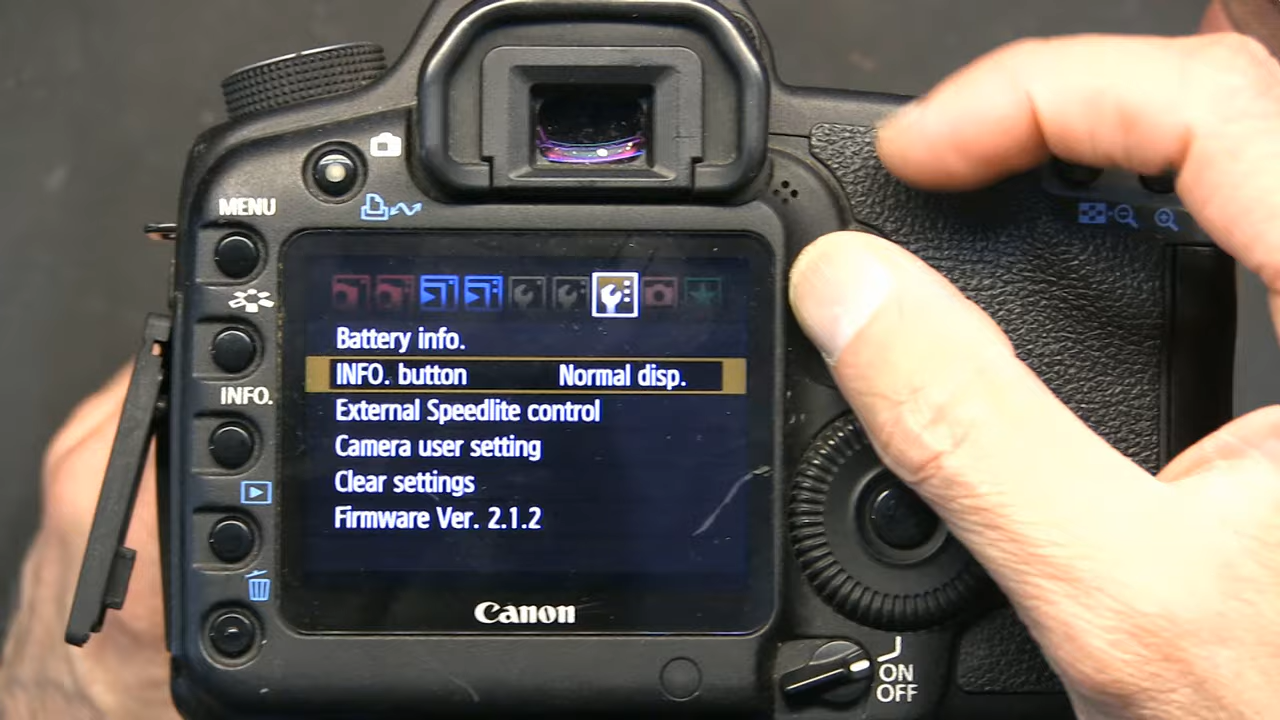 MENU
INFO.
Battery info.
INFO. button Normal disp.
External Speedlite control
Camera user setting
Clear settings
Firmware Ver. 2.1.2
Canon
ON
OFF